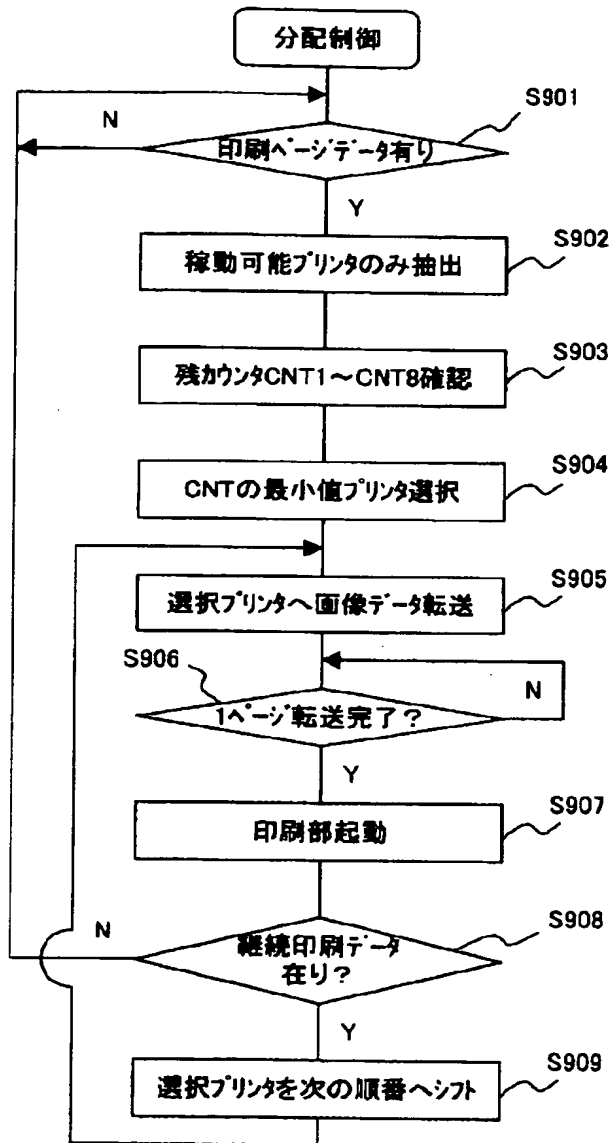 分配制御
N
S901
印刷ﾍﾟｰｼﾞﾃﾞｰﾀ有り
Y
S902
稼動可能ﾌﾟﾘﾝﾀのみ抽出
S903
残ｶｳﾝﾀCNT1～CNT8確認
S904
CNTの最小値ﾌﾟﾘﾝﾀ選択
S905
選択ﾌﾟﾘﾝﾀへ画像ﾃﾞｰﾀ転送
S906
N
1ﾍﾟｰｼﾞ転送完了？
Y
S907
印刷部起動
S908
N
継続印刷ﾃﾞｰﾀ
在り？
Y
S909
選択ﾌﾟﾘﾝﾀを次の順番へｼﾌﾄ